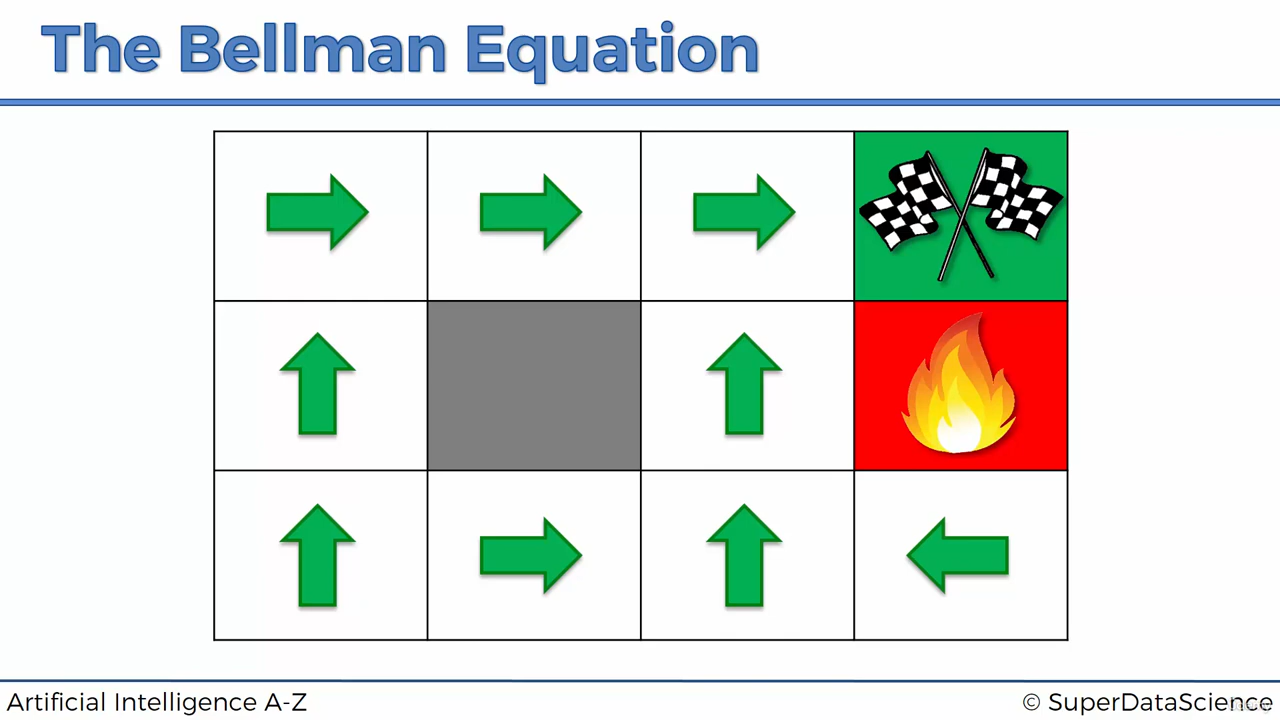 The Bellman Equation
Artificial Intelligence A-Z
© SuperDataScience